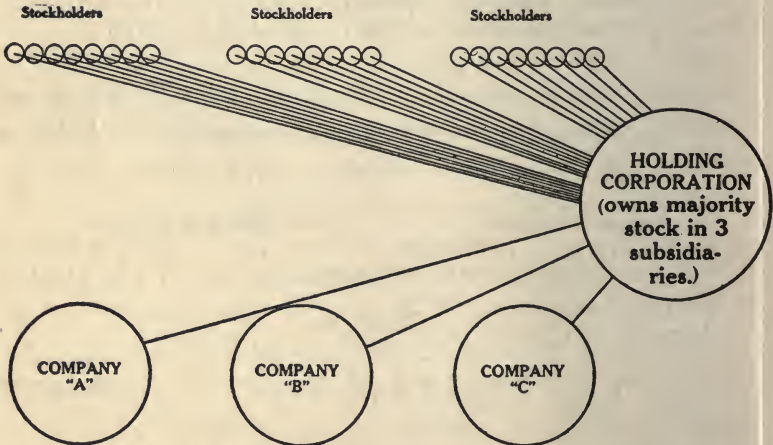 Stockholders
Stockholders
Stockholders
HOLDING
CORPORATION
(owns majority
stock in 3
subsidia-
ries.)
COMPANY
"A"
COMPANY
"B"
COMPANY
"C"